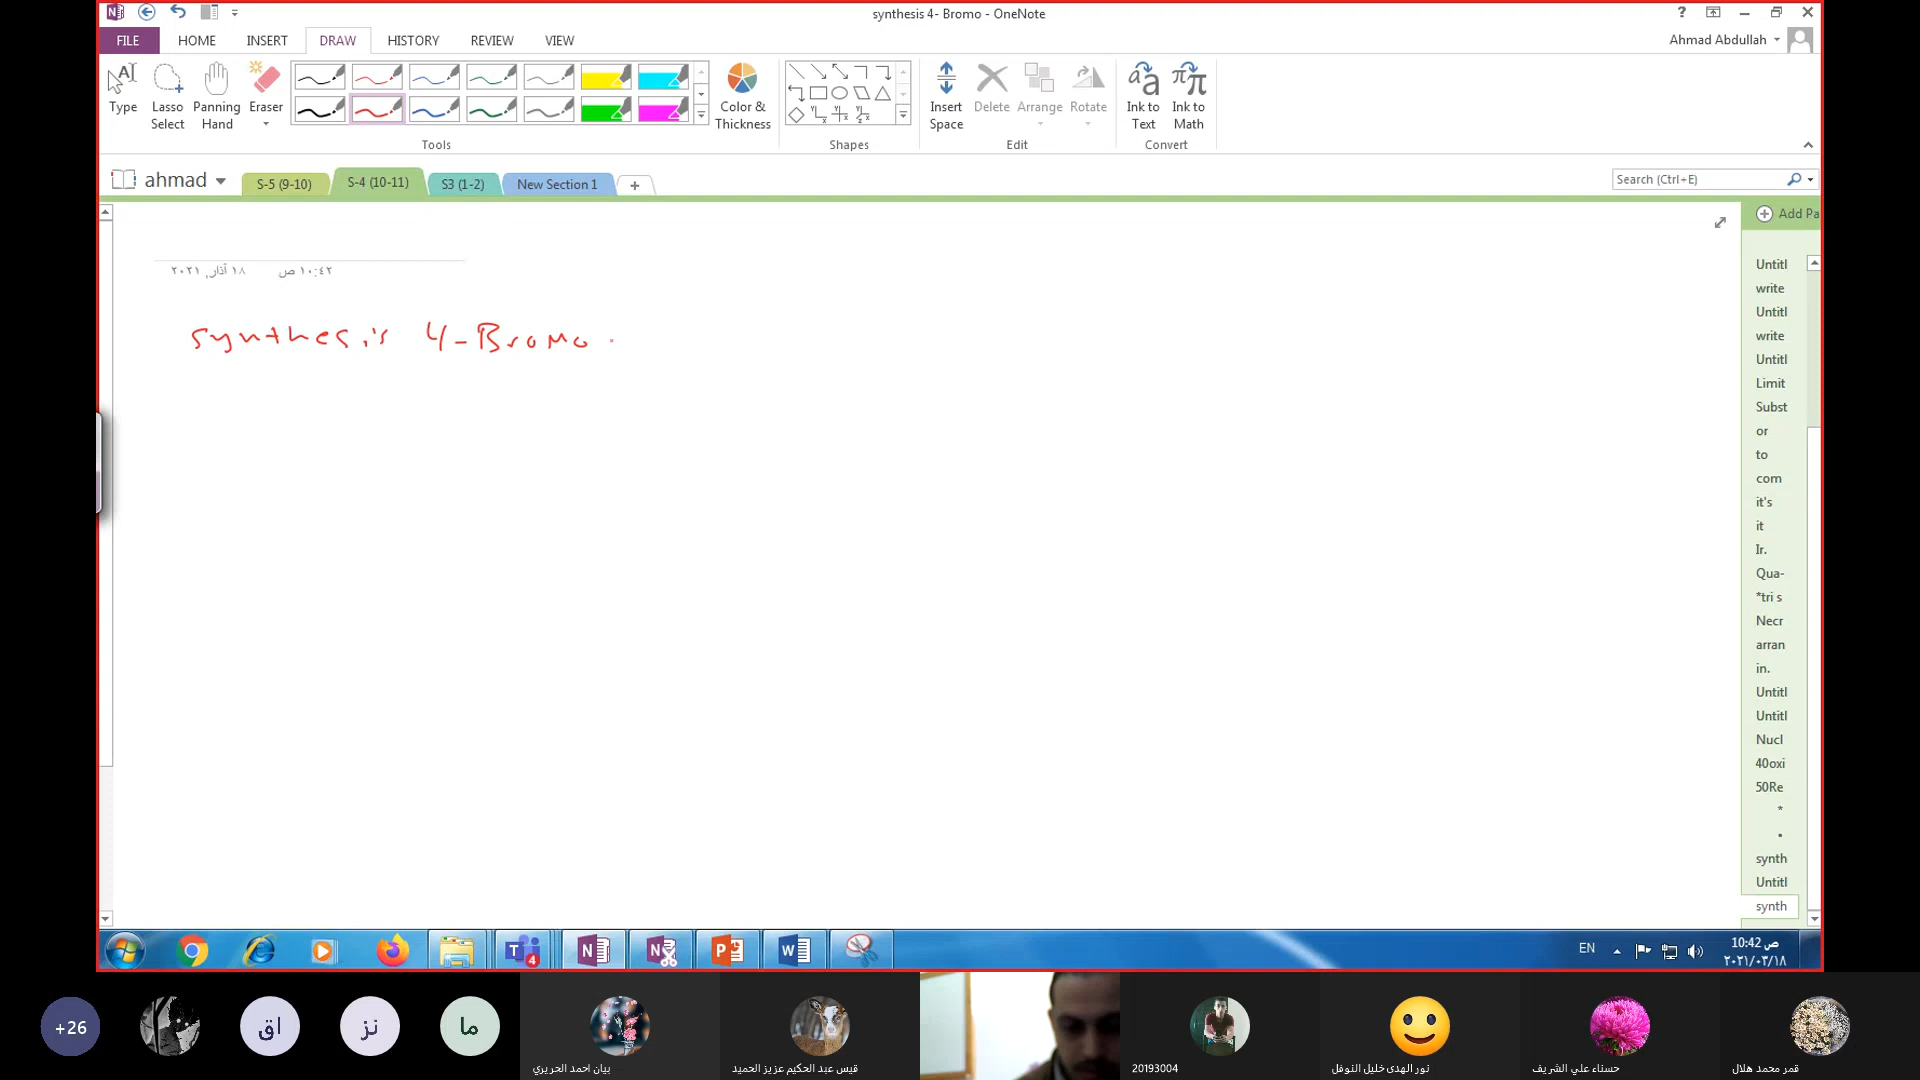 synthesis 4- Bromo - OneNote
FILE HOME INSERT DRAW HISTORY REVIEW VIEW
Ahmad Abdullah
Type
Lasso Select
Panning Hand
Eraser
Color & Thickness
Insert Space
Delete
Arrange
Rotate
Ink to Text
Ink to Math
Tools
Shapes
Edit
Convert
ahmad
S-5 (9-10)
S-4 (10-11)
S3 (1-2)
New Section 1
Search (Ctrl+E)
Add Pa
١٨ آذار, ٢٠٢١ ١٠:٤٢ ص
synthesis 4-Bromo
Untitl
write
Untitl
write
Untitl
Limit
Subst
or
to
com
it's
it
Ir.
Qua-
*tri s
Necr
arran
in.
Untitl
Untitl
Nucl
40oxi
50Re
*
•
synth
Untitl
synth
4
EN
10:42 ص
٢٠٢١/٠٣/١٨
+26
اق
نز
ما
بيان احمد الحريري
قيس عبد الحكيم عزيز الحميد
20193004
نور الهدى خليل النوفل
حسناء علي الشريف
قمر محمد هلال